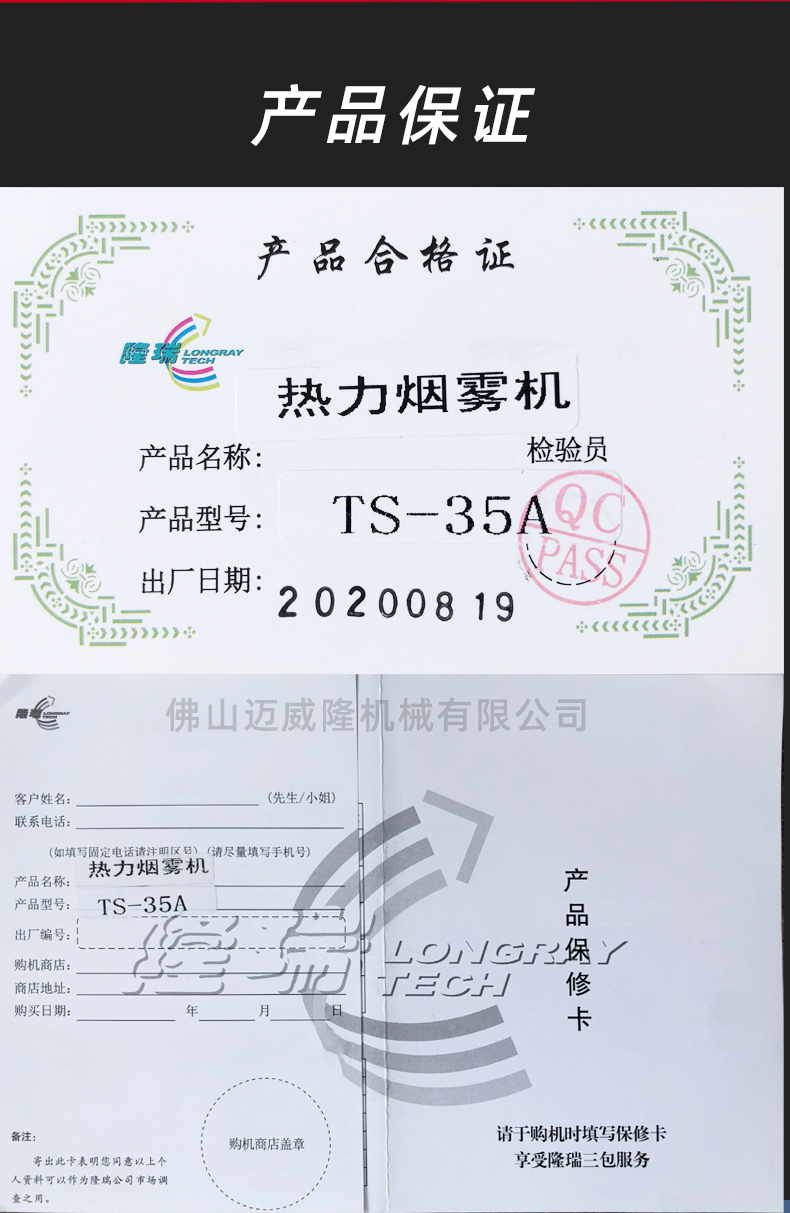 产品保证
产品合格证
隆瑞 LONGRAY
TECH
热力烟雾机
产品名称:
检验员
产品型号:
TS-35A
QC
PASS
出厂日期:
20200819
隆瑞 LONGRAY
TECH
佛山迈威隆机械有限公司
客户姓名:
(先生/小姐)
联系电话:
(如填写固定电话请注明区号) (请尽量填写手机号)
产品名称:
热力烟雾机
产品型号:
TS-35A
出厂编号:
购机商店:
商店地址:
购买日期: 年 月 日
隆瑞 LONGRAY
TECH
产品保修卡
购机商店盖章
备注:
寄出此卡表明您同意以上个
人资料可以作为隆瑞公司市场调
查之用。
请于购机时填写保修卡
享受隆瑞三包服务